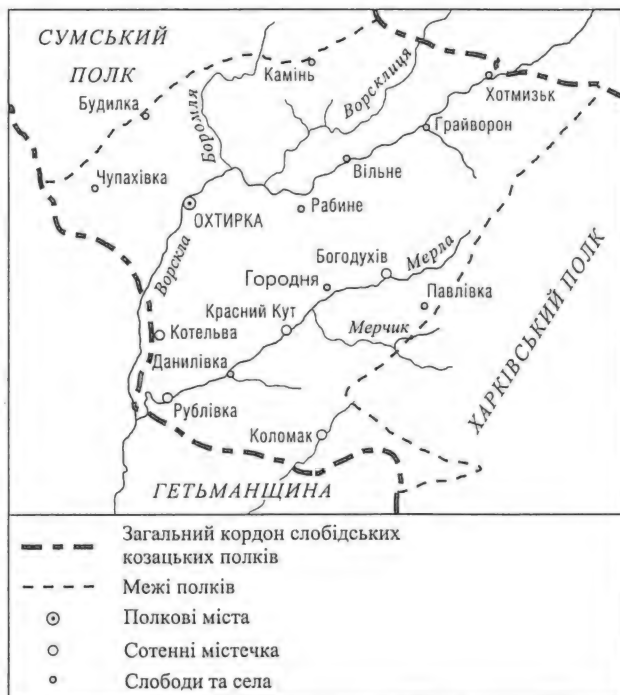 СУМСЬКИЙ
ПОЛК
Камінь
Будилка
Боромля
Ворсклиця
Хотмизьк
Грайворон
Чупахівка
Вільне
ОХТИРКА
Рабине
Ворскла
Богодухів
Мерла
Городня
Павлівка
Красний Кут
Котельва
Мерчик
Данилівка
Рублівка
Коломак
ХАРКІВСЬКИЙ ПОЛК
ГЕТЬМАНЩИНА
Загальний кордон слобідських
козацьких полків
Межі полків
Полкові міста
Сотенні містечка
Слободи та села